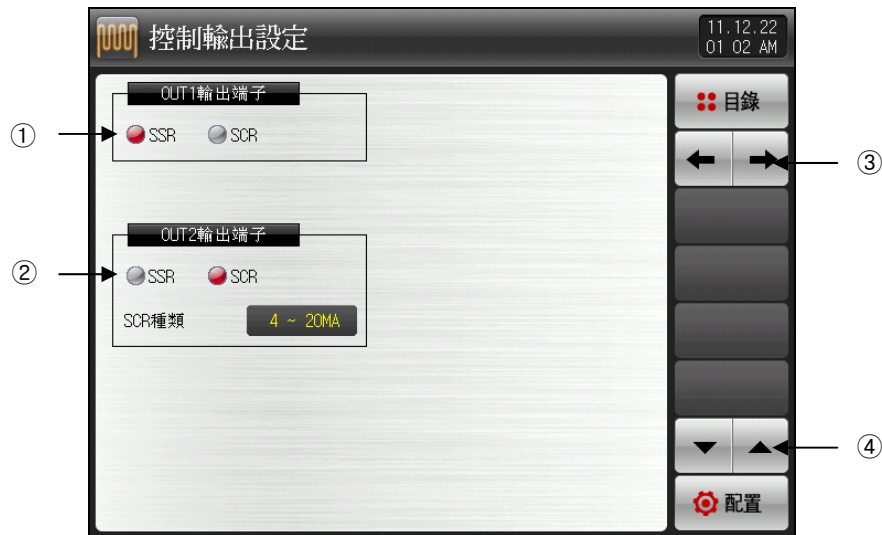 控制輸出設定
11.12.22
01 02 AM
OUT1輸出端子
① SSR SCR
OUT2輸出端子
② SSR SCR
SCR種類 4 ~ 20MA
目錄
③
④
配置